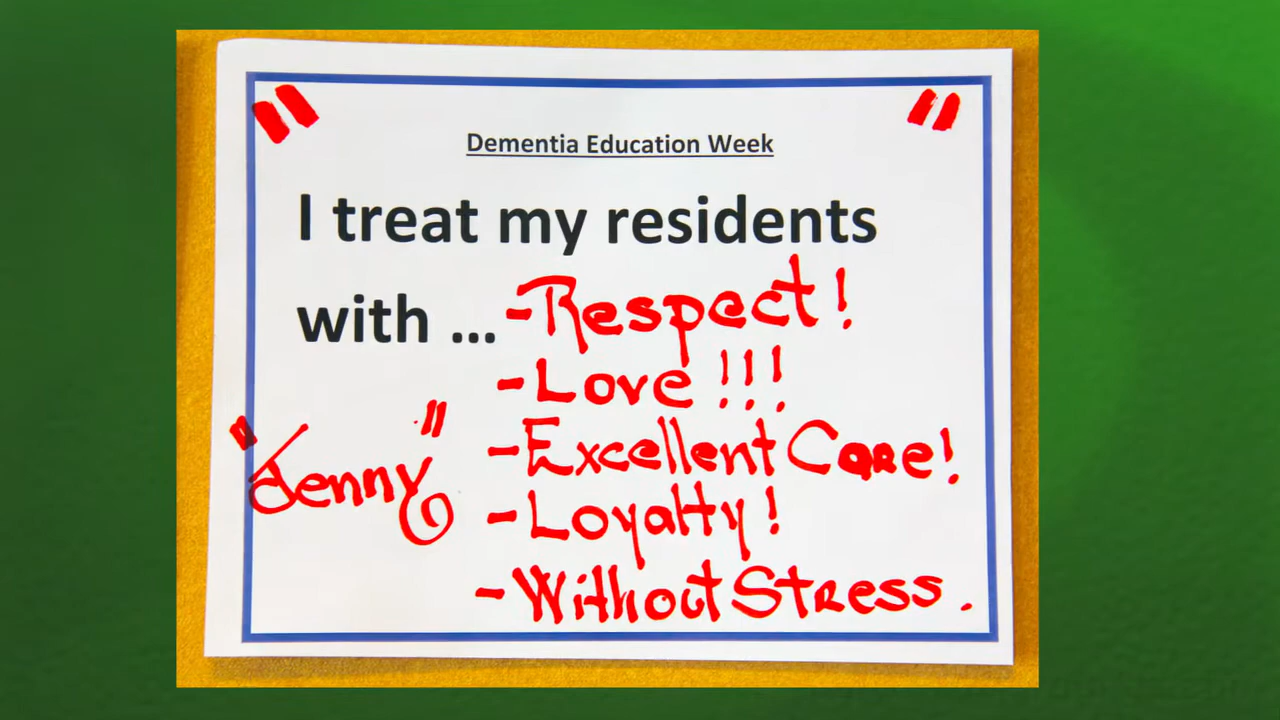 " "
Dementia Education Week
I treat my residents
with ... -Respect!
-Love!!!
-Excellent Care!
"Jenny"
-Loyalty!
-Without Stress.